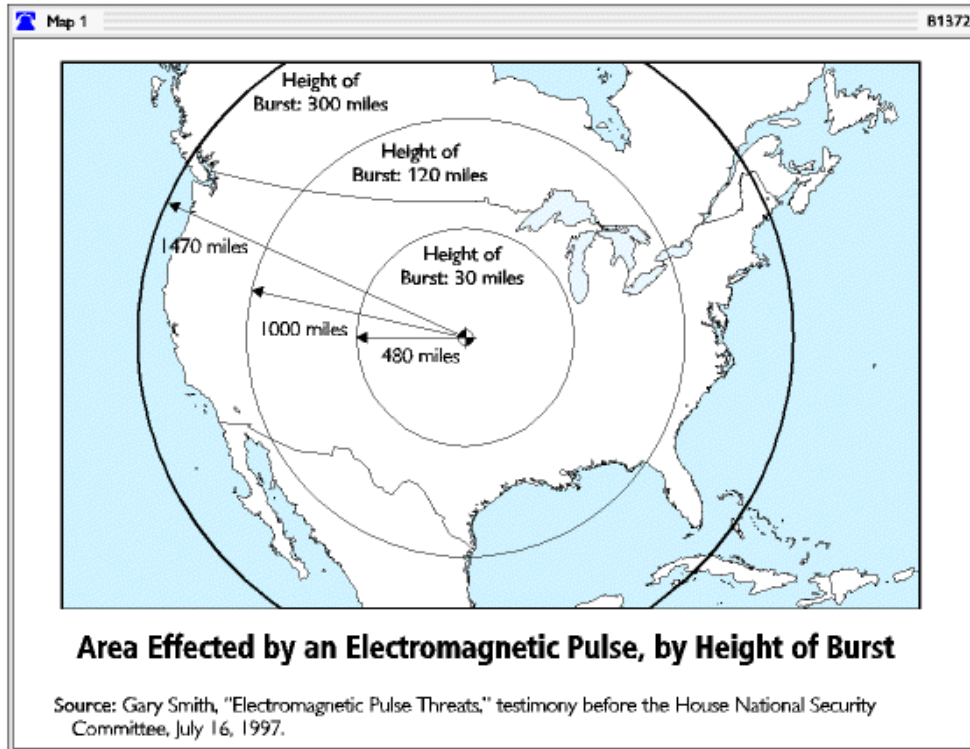 Map 1
B1372
Height of
Burst: 300 miles
Height of
Burst: 120 miles
1470 miles
Height of
Burst: 30 miles
1000 miles
480 miles
Area Effected by an Electromagnetic Pulse, by Height of Burst
Source: Gary Smith, "Electromagnetic Pulse Threats," testimony before the House National Security
Committee, July 16, 1997.